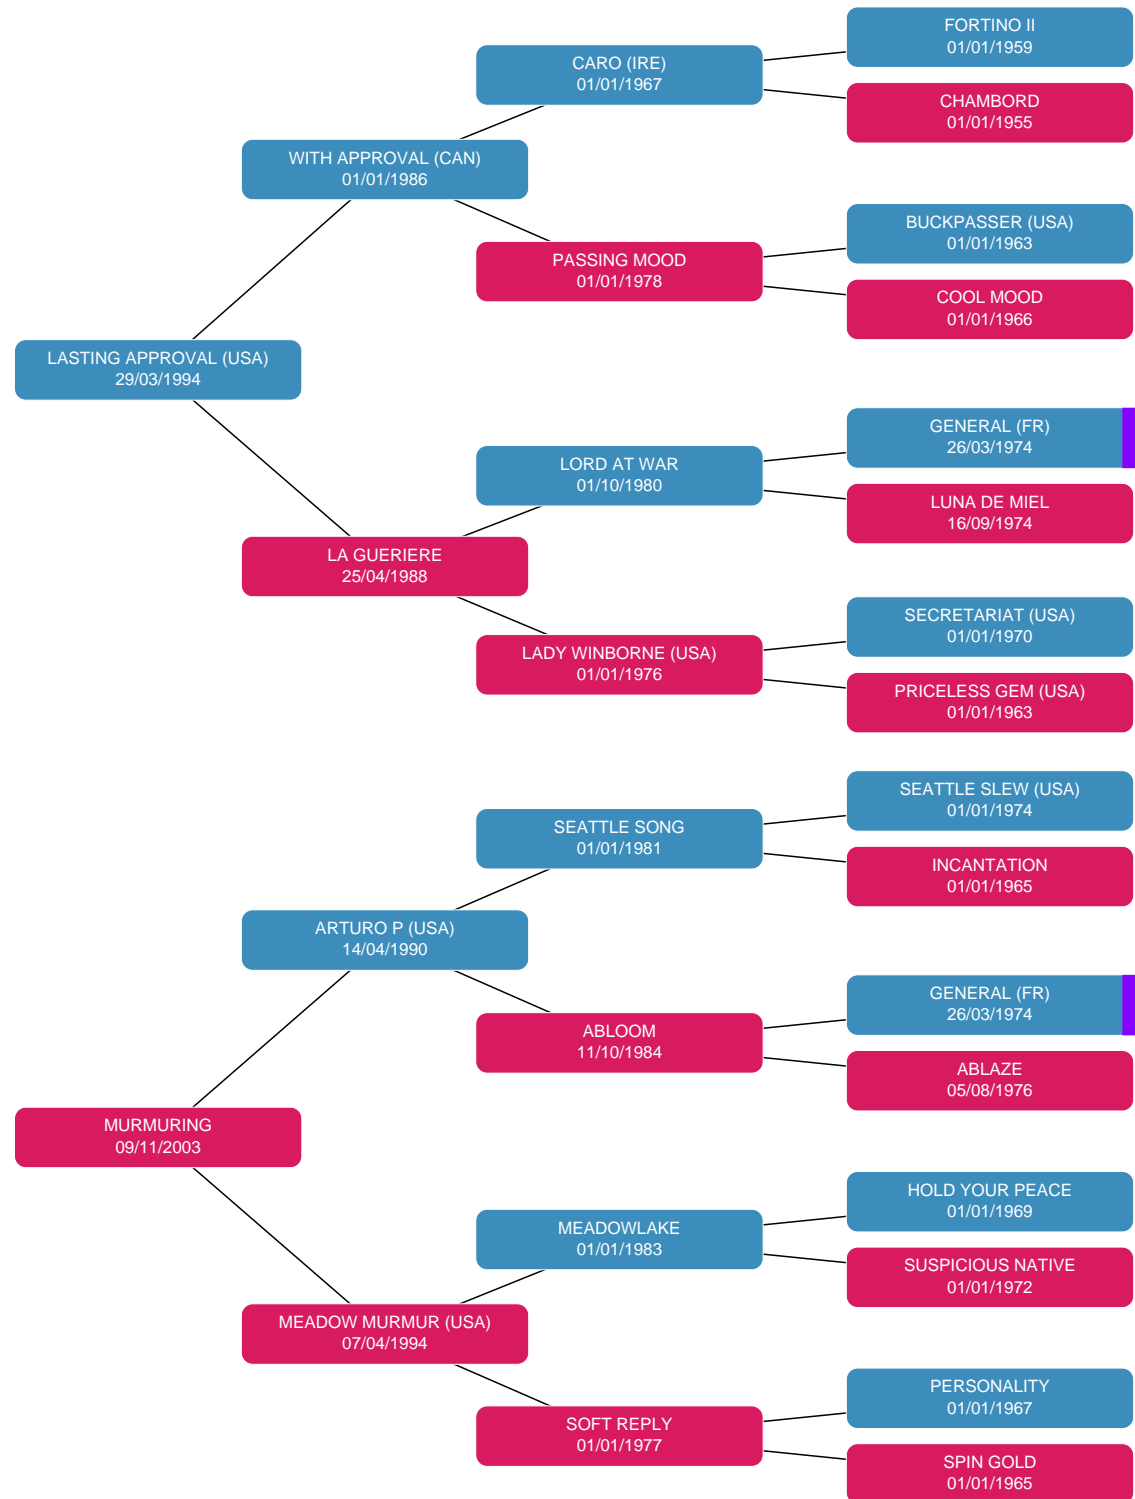 FORTINO II
01/01/1959
CARO (IRE)
01/01/1967
CHAMBORD
01/01/1955
WITH APPROVAL (CAN)
01/01/1986
BUCKPASSER (USA)
01/01/1963
PASSING MOOD
01/01/1978
COOL MOOD
01/01/1966
LASTING APPROVAL (USA)
29/03/1994
GENERAL (FR)
26/03/1974
LORD AT WAR
01/10/1980
LUNA DE MIEL
16/09/1974
LA GUERIERE
25/04/1988
SECRETARIAT (USA)
01/01/1970
LADY WINBORNE (USA)
01/01/1976
PRICELESS GEM (USA)
01/01/1963
SEATTLE SLEW (USA)
01/01/1974
SEATTLE SONG
01/01/1981
INCANTATION
01/01/1965
ARTURO P (USA)
14/04/1990
GENERAL (FR)
26/03/1974
ABLOOM
11/10/1984
ABLAZE
05/08/1976
MURMURING
09/11/2003
HOLD YOUR PEACE
01/01/1969
MEADOWLAKE
01/01/1983
SUSPICIOUS NATIVE
01/01/1972
MEADOW MURMUR (USA)
07/04/1994
PERSONALITY
01/01/1967
SOFT REPLY
01/01/1977
SPIN GOLD
01/01/1965